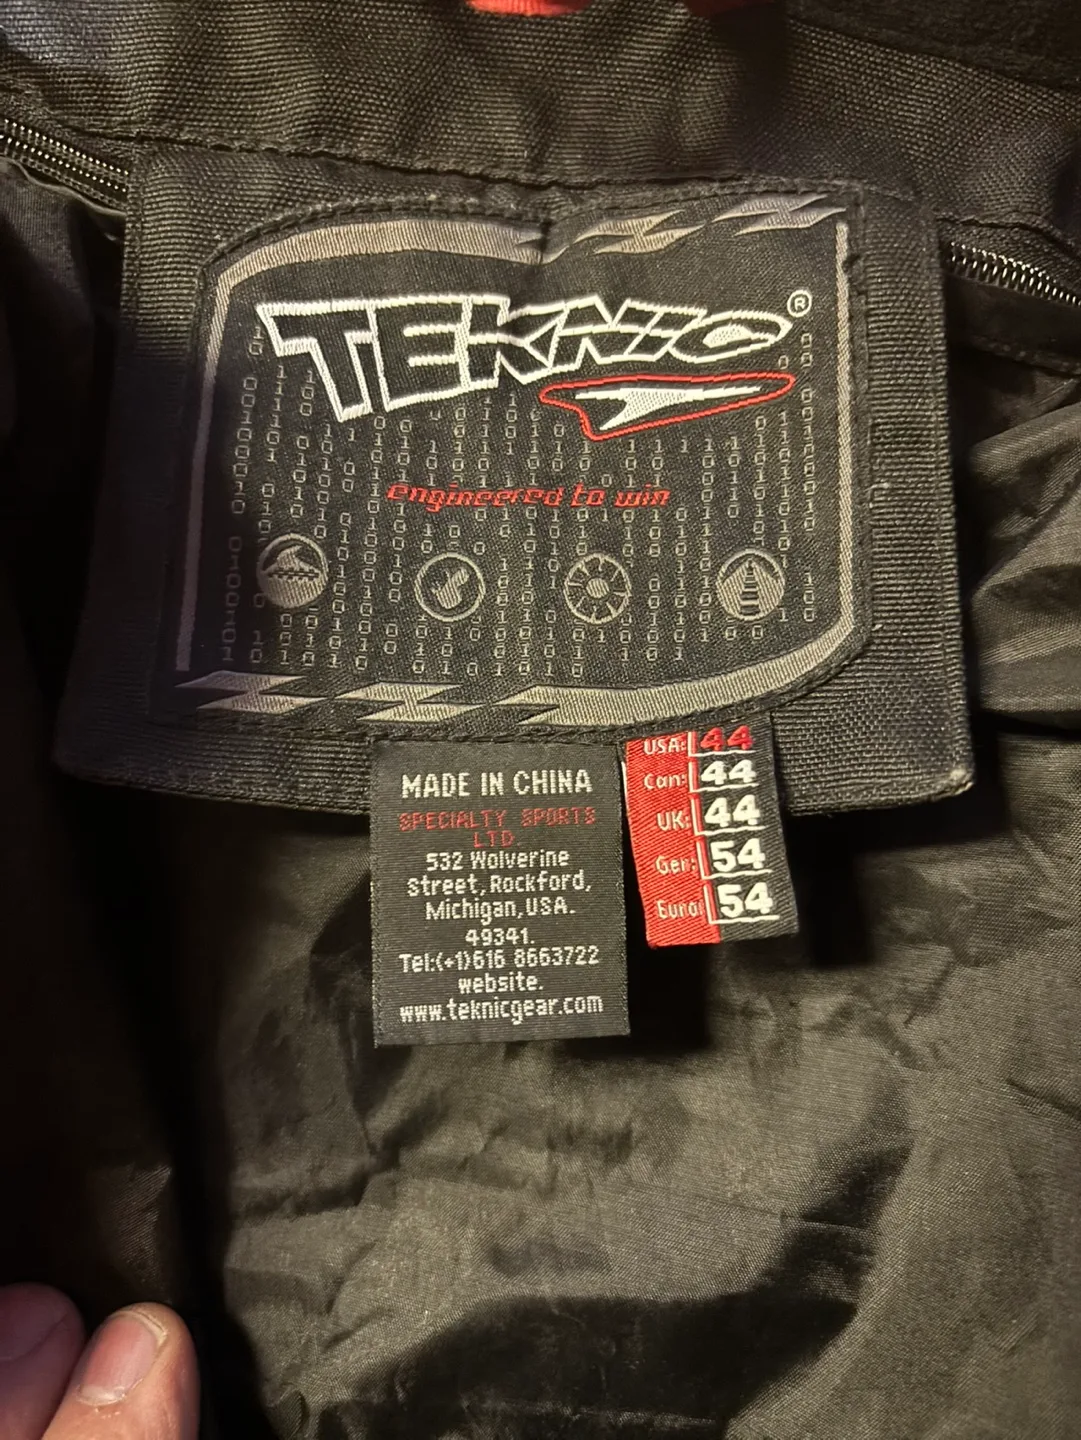 TEKNIC®
engineered to win
MADE IN CHINA
SPECIALTY SPORTS
LTD.
532 Wolverine
Street, Rockford,
Michigan, USA.
49341.
Tel:(+1)616 8663722
website.
www.teknicgear.com
USA: 44
Can: 44
UK: 44
Ger: 54
Euro: 54